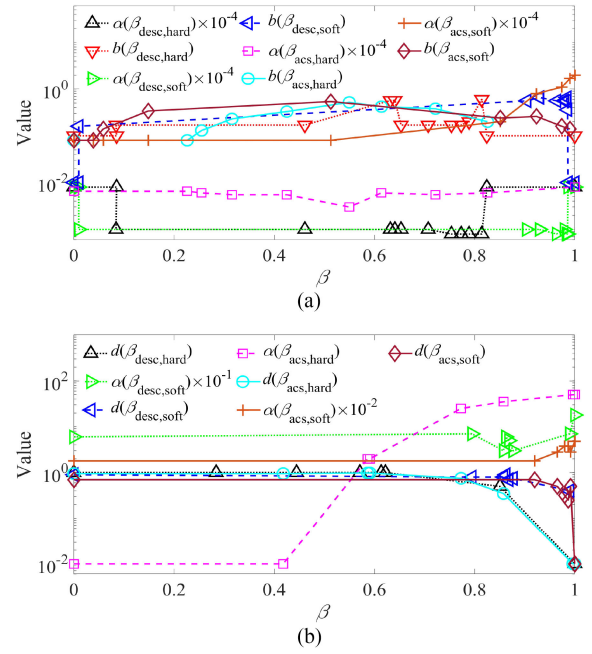 α(β_desc,hard)×10^-4 b(β_desc,soft) α(β_acs,soft)×10^-4
b(β_desc,hard) α(β_acs,hard)×10^-4 b(β_acs,soft)
α(β_desc,soft)×10^-4 b(β_acs,hard)
Value
10^0
10^-2
0 0.2 0.4 0.6 0.8 1
β
(a)
d(β_desc,hard) α(β_acs,hard) d(β_acs,soft)
α(β_desc,soft)×10^-1 d(β_acs,hard)
d(β_desc,soft) α(β_acs,soft)×10^-2
Value
10^2
10^0
10^-2
0 0.2 0.4 0.6 0.8 1
β
(b)